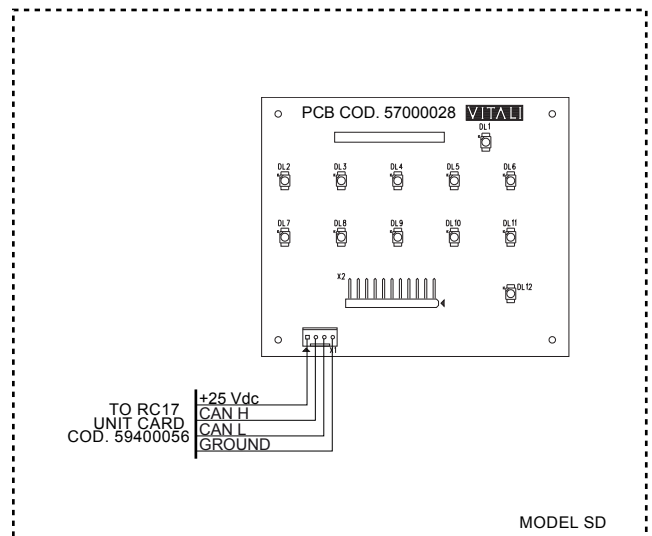 PCB COD. 57000028 VITALI
DL1
DL2 DL3 DL4 DL5 DL6
DL7 DL8 DL9 DL10 DL11
X2
DL12
X1
+25 Vdc
TO RC17
CAN H
UNIT CARD
CAN L
COD. 59400056
GROUND
MODEL SD